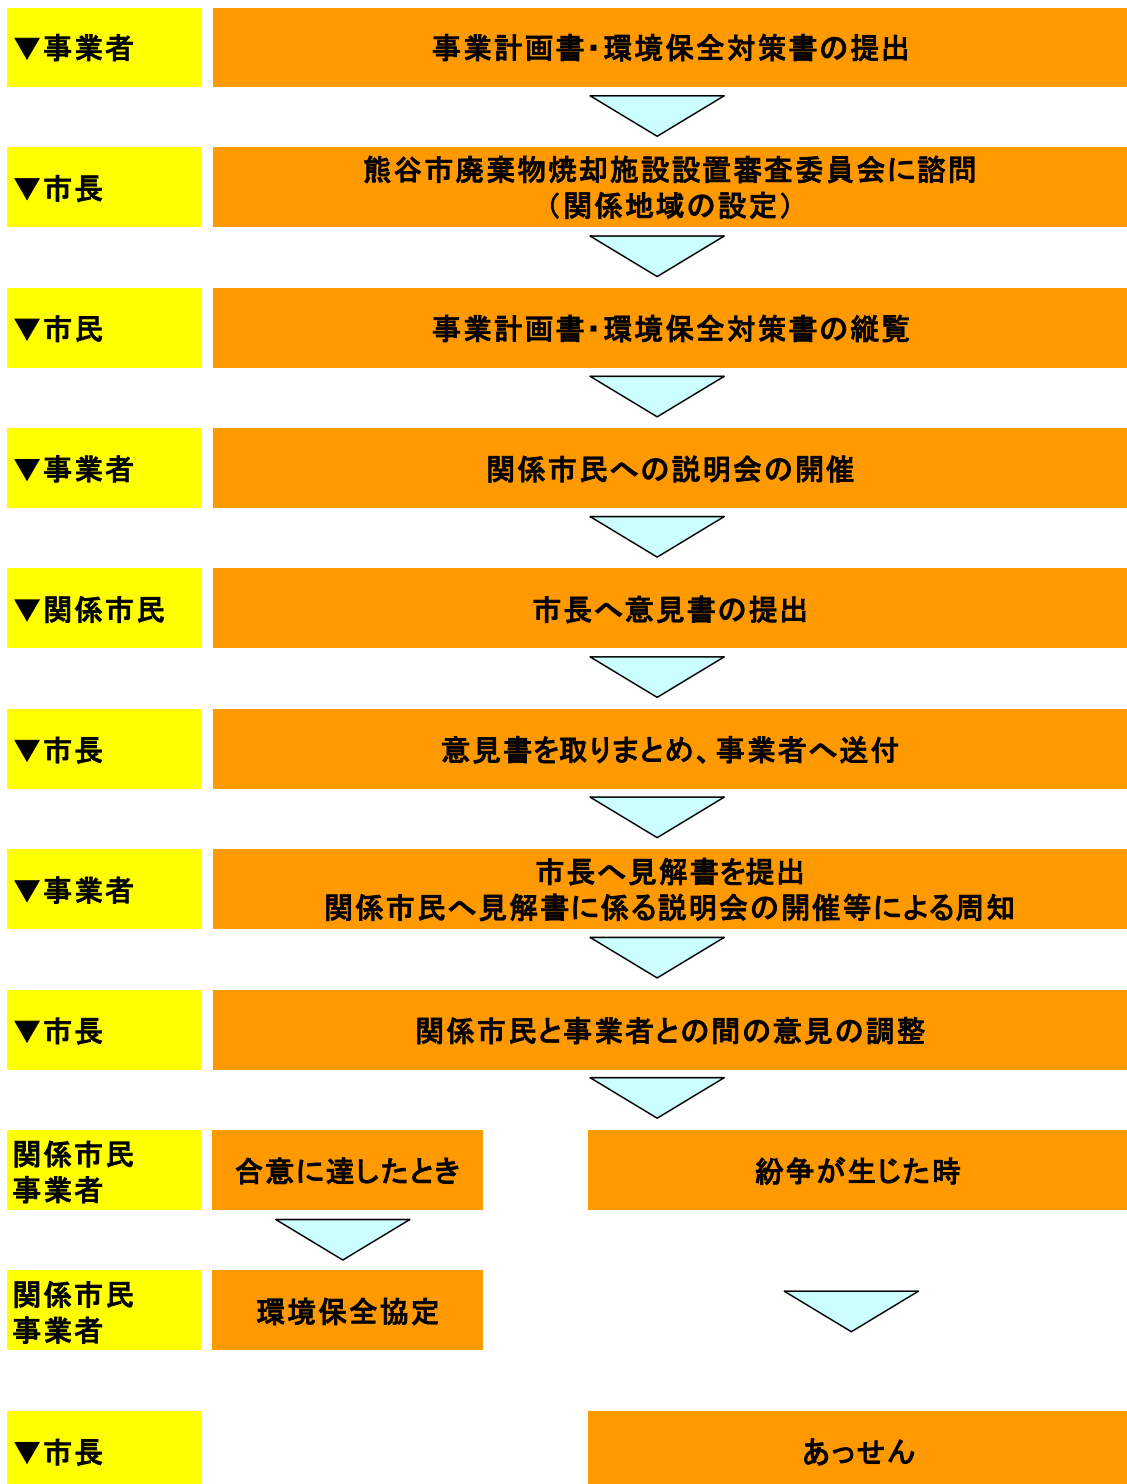 ▼事業者
事業計画書・環境保全対策書の提出
▼市長
熊谷市廃棄物焼却施設設置審査委員会に諮問
（関係地域の設定）
▼市民
事業計画書・環境保全対策書の縦覧
▼事業者
関係市民への説明会の開催
▼関係市民
市長へ意見書の提出
▼市長
意見書を取りまとめ、事業者へ送付
▼事業者
市長へ見解書を提出
関係市民へ見解書に係る説明会の開催等による周知
▼市長
関係市民と事業者との間の意見の調整
関係市民
事業者
合意に達したとき
紛争が生じた時
関係市民
事業者
環境保全協定
▼市長
あっせん